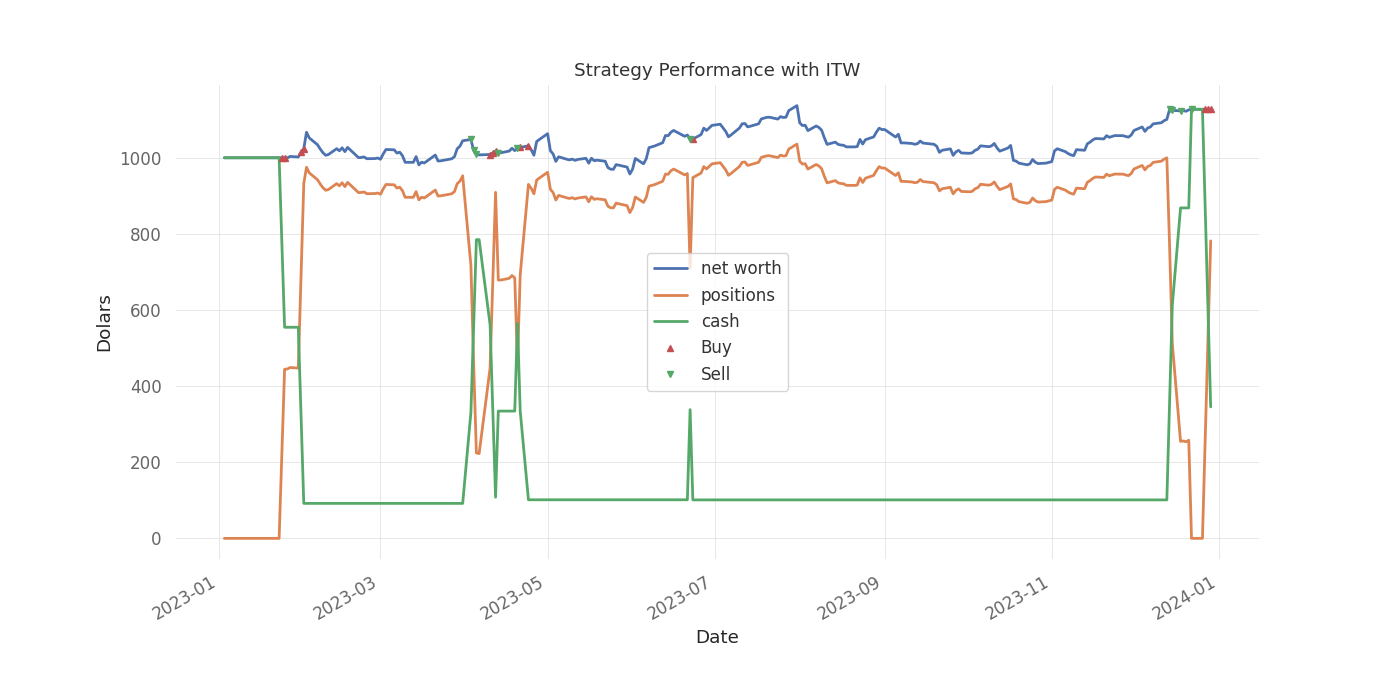 Strategy Performance with ITW
1000
800
600
400
200
0
Dolars
net worth
positions
cash
Buy
Sell
2023-01
2023-03
2023-05
2023-07
2023-09
2023-11
2024-01
Date